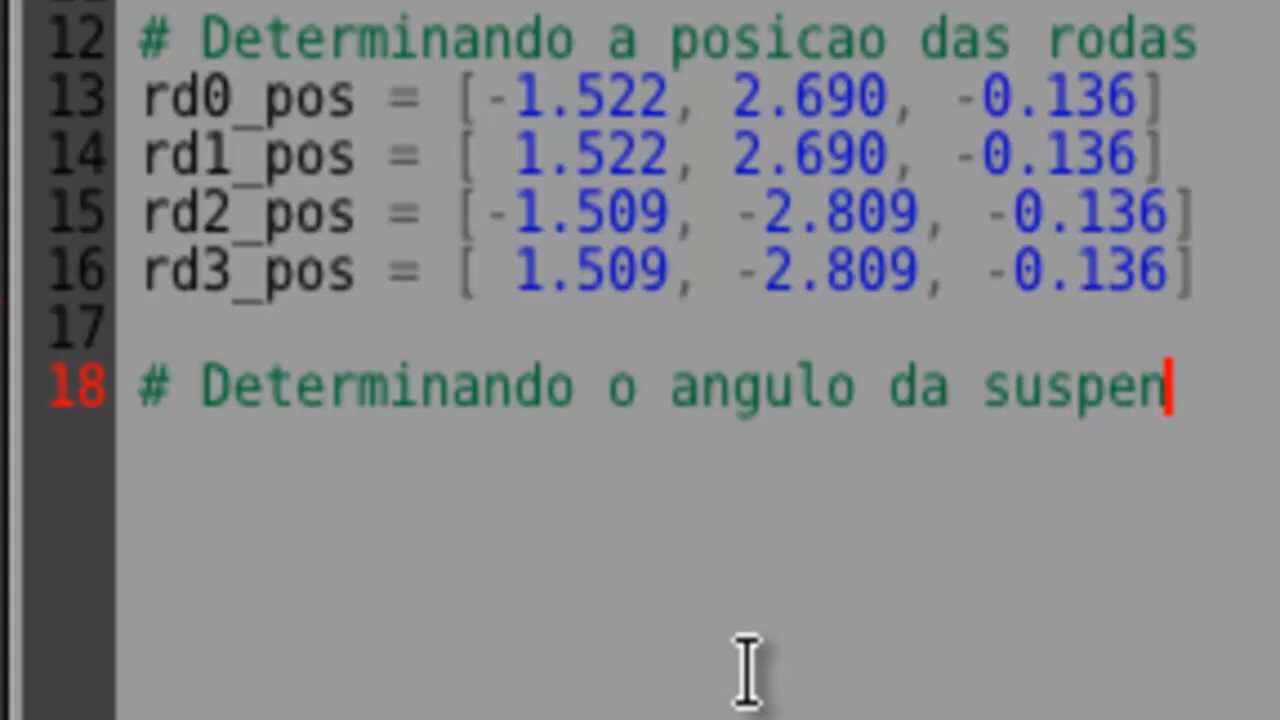 12 # Determinando a posicao das rodas
13 rd0_pos = [-1.522, 2.690, -0.136]
14 rd1_pos = [ 1.522, 2.690, -0.136]
15 rd2_pos = [-1.509, -2.809, -0.136]
16 rd3_pos = [ 1.509, -2.809, -0.136]
17
18 # Determinando o angulo da suspen